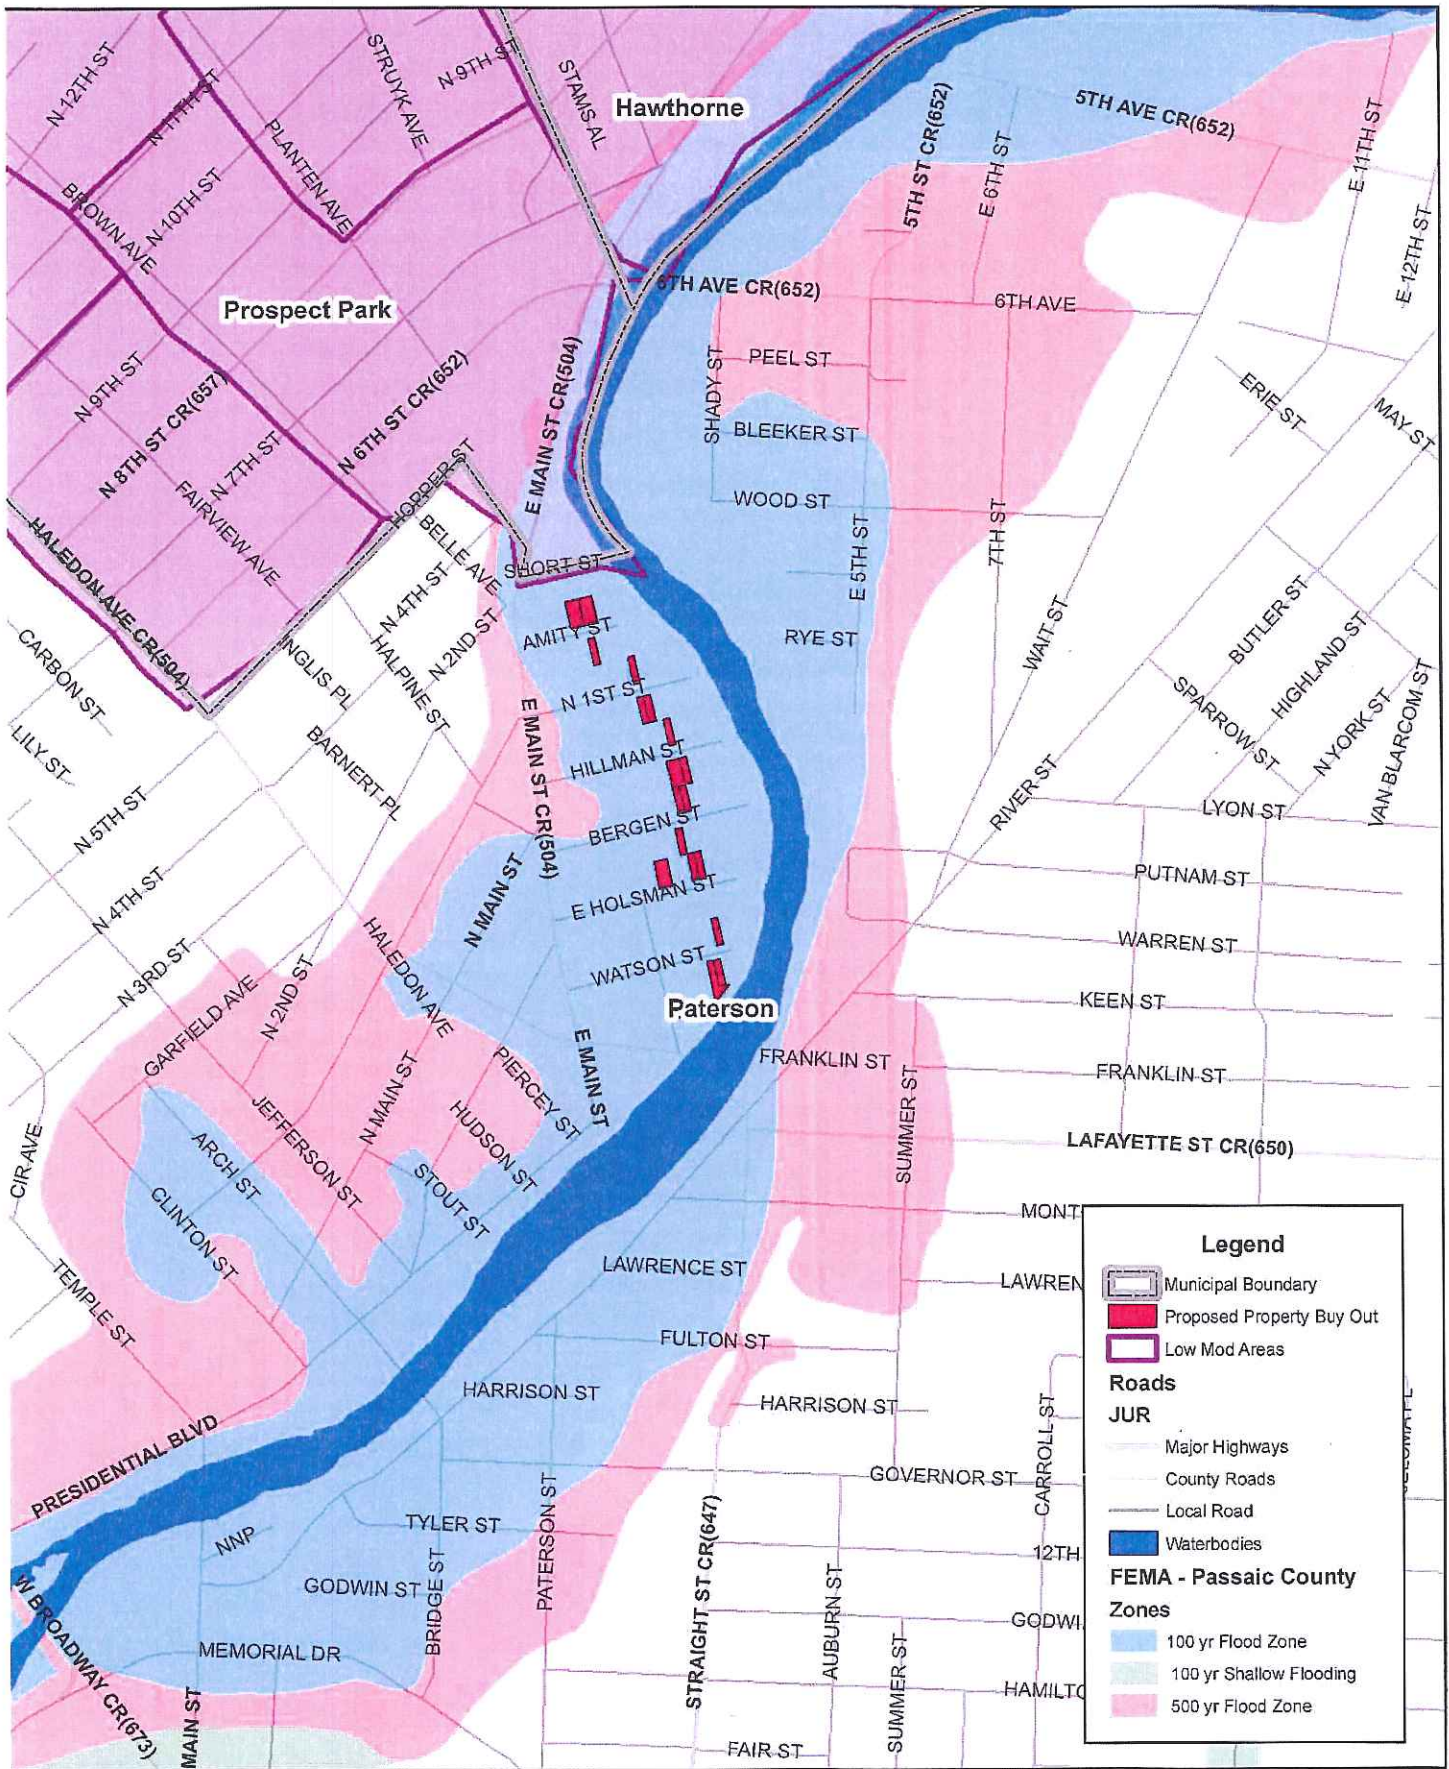 N 12TH ST
N 11TH ST
STRUYK AVE
N 9TH ST
STAMS AL
Hawthorne
5TH ST CR(652)
5TH AVE CR(652)
E 6TH ST
E 11TH ST
E 12TH ST
PLANTEN AVE
BROWN AVE
N 10TH ST
6TH AVE CR(652)
6TH AVE
Prospect Park
N 9TH ST
N 8TH ST CR(657)
N 7TH ST
N 6TH ST CR(652)
E MAIN ST CR(504)
SHADY ST
PEEL ST
BLEEKER ST
WOOD ST
ERIE ST
MAY ST
FAIRVIEW AVE
HOPPER ST
BELLE AVE
SHORT ST
E 5TH ST
7TH ST
HALEDON AVE CR(504)
N 4TH ST
N 2ND ST
AMITY ST
RYE ST
WAIT ST
BUTLER ST
HIGHLAND ST
CARBON ST
INGLIS PL
HALPINE ST
N 1ST ST
SPARROW ST
N YORK ST
VAN BLARCOM ST
LILY ST
BARNERT PL
E MAIN ST CR(504)
HILLMAN ST
RIVER ST
LYON ST
N 5TH ST
BERGEN ST
N 4TH ST
N MAIN ST
E HOLSMAN ST
PUTNAM ST
N 3RD ST
HALEDON AVE
WATSON ST
WARREN ST
GARFIELD AVE
N 2ND ST
Paterson
KEEN ST
E MAIN ST
PIERCEY ST
FRANKLIN ST
FRANKLIN ST
N MAIN ST
HUDSON ST
SUMMER ST
JEFFERSON ST
CIR AVE
ARCH ST
STOUT ST
LAFAYETTE ST CR(650)
CLINTON ST
MONT
LAWRENCE ST
LAWREN
TEMPLE ST
FULTON ST
HARRISON ST
HARRISON ST
CARROLL ST
PRESIDENTIAL BLVD
GOVERNOR ST
PATERSON ST
TYLER ST
NNP
12TH
GODWIN ST
BRIDGE ST
STRAIGHT ST CR(647)
AUBURN ST
GODWI
W BROADWAY CR(673)
MEMORIAL DR
MAIN ST
SUMMER ST
HAMILTO
FAIR ST
Legend
Municipal Boundary
Proposed Property Buy Out
Low Mod Areas
Roads
JUR
Major Highways
County Roads
Local Road
Waterbodies
FEMA - Passaic County
Zones
100 yr Flood Zone
100 yr Shallow Flooding
500 yr Flood Zone